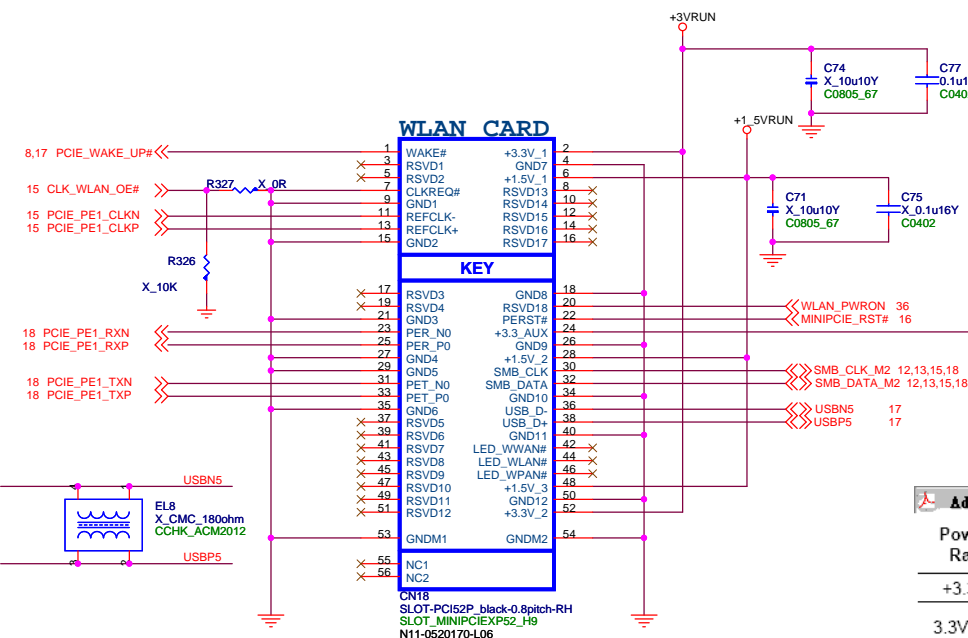 +3VRUN
C74
X_10u10Y
C0805_67
C77
0.1u1
C040
+1_5VRUN
C71
X_10u10Y
C0805_67
C75
X_0.1u16Y
C0402
WLAN CARD
8,17 PCIE_WAKE_UP# 1 WAKE# +3.3V_1 2
3 RSVD1 GND7 4
5 RSVD2 +1.5V_1 6
15 CLK_WLAN_OE# R327 X_0R 7 CLKREQ# RSVD13 8
9 GND1 RSVD14 10
15 PCIE_PE1_CLKN 11 REFCLK- RSVD15 12
15 PCIE_PE1_CLKP 13 REFCLK+ RSVD16 14
15 GND2 RSVD17 16
R326
X_10K
KEY
17 RSVD3 GND8 18
19 RSVD4 RSVD18 20 WLAN_PWRON 36
21 GND3 PERST# 22 MINIPCIE_RST# 16
18 PCIE_PE1_RXN 23 PER_N0 +3.3_AUX 24
18 PCIE_PE1_RXP 25 PER_P0 GND9 26
27 GND4 +1.5V_2 28
29 GND5 SMB_CLK 30 SMB_CLK_M2 12,13,15,18
18 PCIE_PE1_TXN 31 PET_N0 SMB_DATA 32 SMB_DATA_M2 12,13,15,18
18 PCIE_PE1_TXP 33 PET_P0 GND10 34
35 GND6 USB_D- 36 USBN5 17
37 RSVD5 USB_D+ 38 USBP5 17
39 RSVD6 GND11 40
41 RSVD7 LED_WWAN# 42
43 RSVD8 LED_WLAN# 44
45 RSVD9 LED_WPAN# 46
47 RSVD10 +1.5V_3 48
49 RSVD11 GND12 50
51 RSVD12 +3.3V_2 52
53 GNDM1 GNDM2 54
55 NC1
56 NC2
CN18
SLOT-PCI52P_black-0.8pitch-RH
SLOT_MINIPCIEXP52_H9
N11-0520170-L06
USBN5
EL8
X_CMC_180ohm
CCHK_ACM2012
USBP5
Ad
Pow
Ra
+3.
3.3V